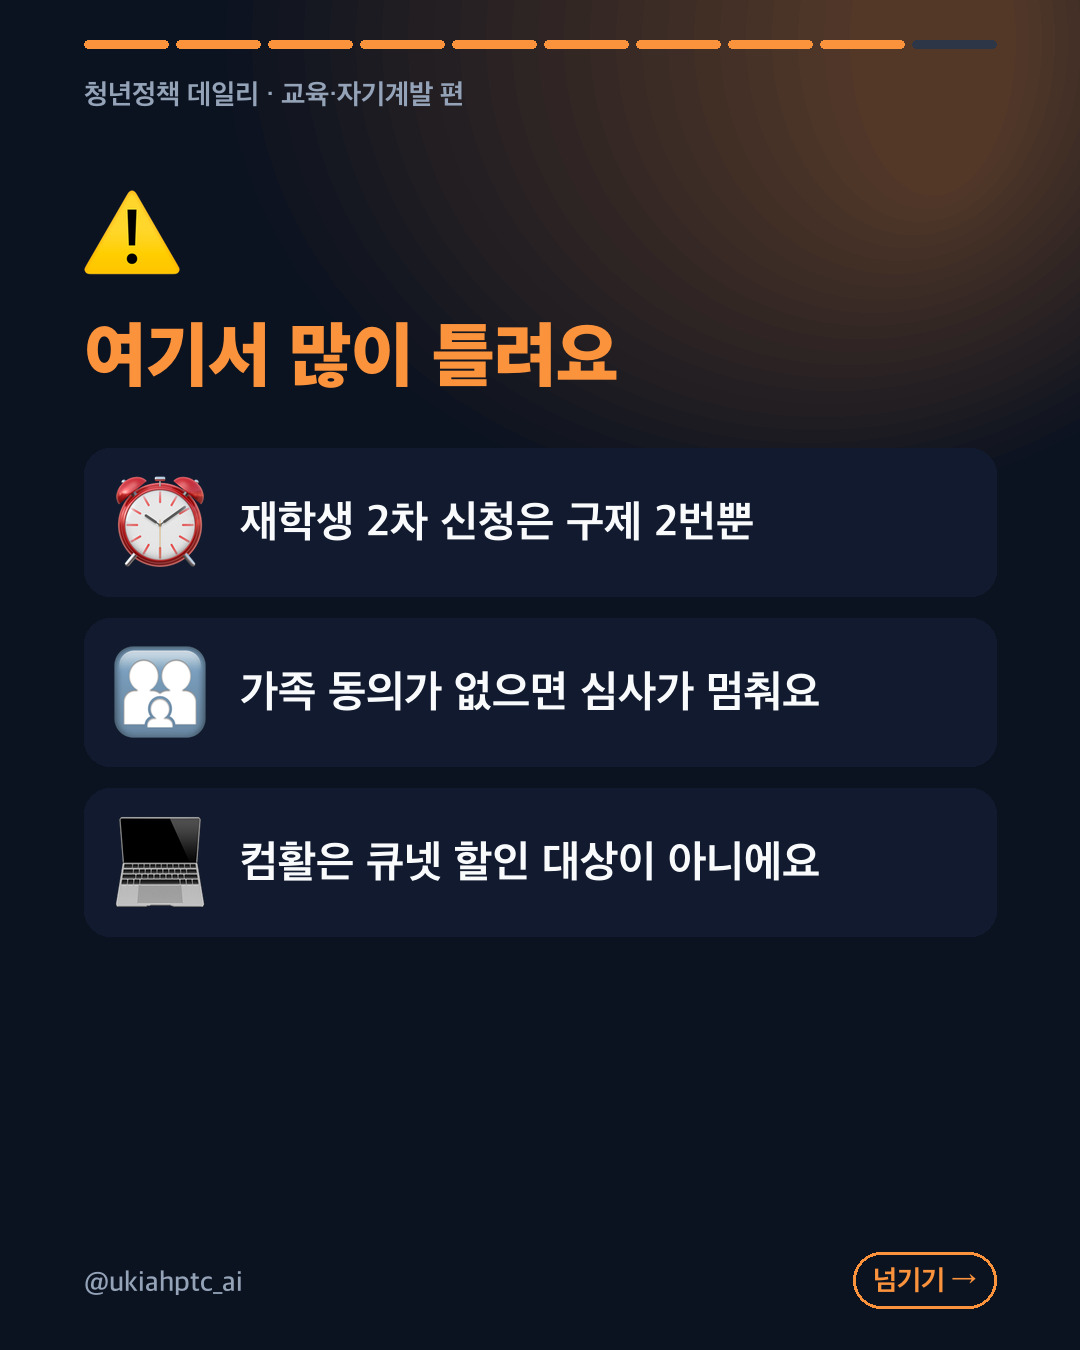 청년정책 데일리 · 교육·자기계발 편
여기서 많이 틀려요
재학생 2차 신청은 구제 2번뿐
가족 동의가 없으면 심사가 멈춰요
컴활은 큐넷 할인 대상이 아니에요
@ukiahptc_ai
넘기기 →